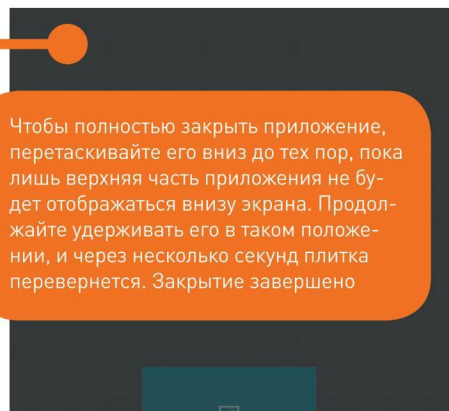 Чтобы полностью закрыть приложение,
перетаскивайте его вниз до тех пор, пока
лишь верхняя часть приложения не бу-
дет отображаться внизу экрана. Продол-
жайте удерживать его в таком положе-
нии, и через несколько секунд плитка
перевернется. Закрытие завершено